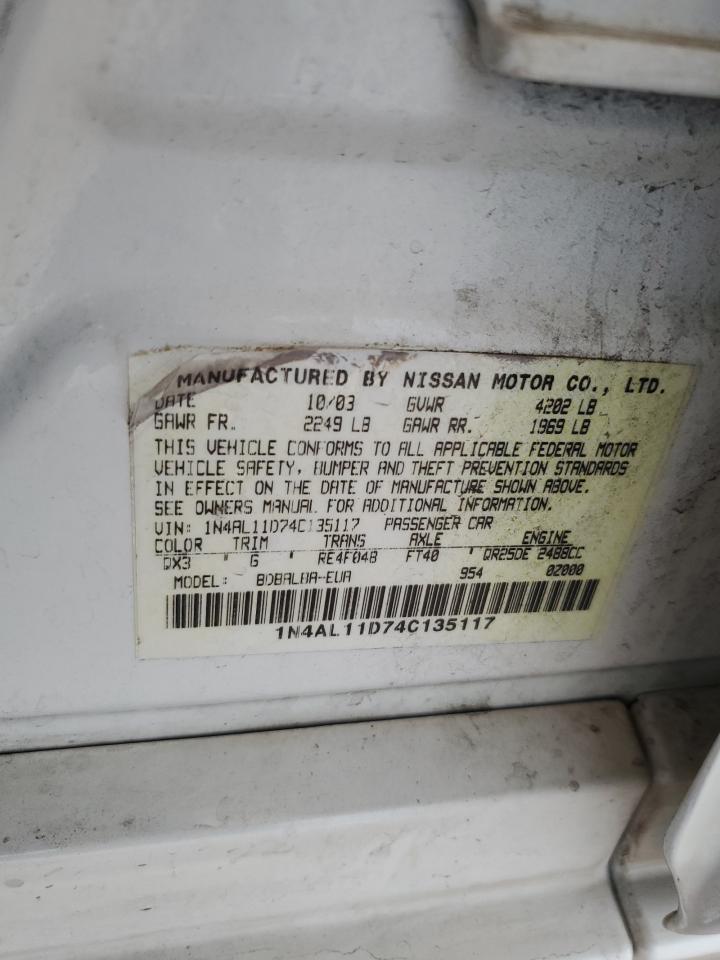 MANUFACTURED BY NISSAN MOTOR CO., LTD.
DATE 10/03 GVWR 4202 LB
GAWR FR. 2249 LB GAWR RR. 1969 LB
THIS VEHICLE CONFORMS TO ALL APPLICABLE FEDERAL MOTOR
VEHICLE SAFETY, BUMPER AND THEFT PREVENTION STANDARDS
IN EFFECT ON THE DATE OF MANUFACTURE SHOWN ABOVE.
SEE OWNERS MANUAL FOR ADDITIONAL INFORMATION.
VIN: 1N4AL11D74C135117 PASSENGER CAR
COLOR TRIM TRANS AXLE ENGINE
QX3 " G " RE4F04B FT40 " QR25DE 2488CC
MODEL: BDBALBA-EUA 954 02000
1N4AL11D74C135117